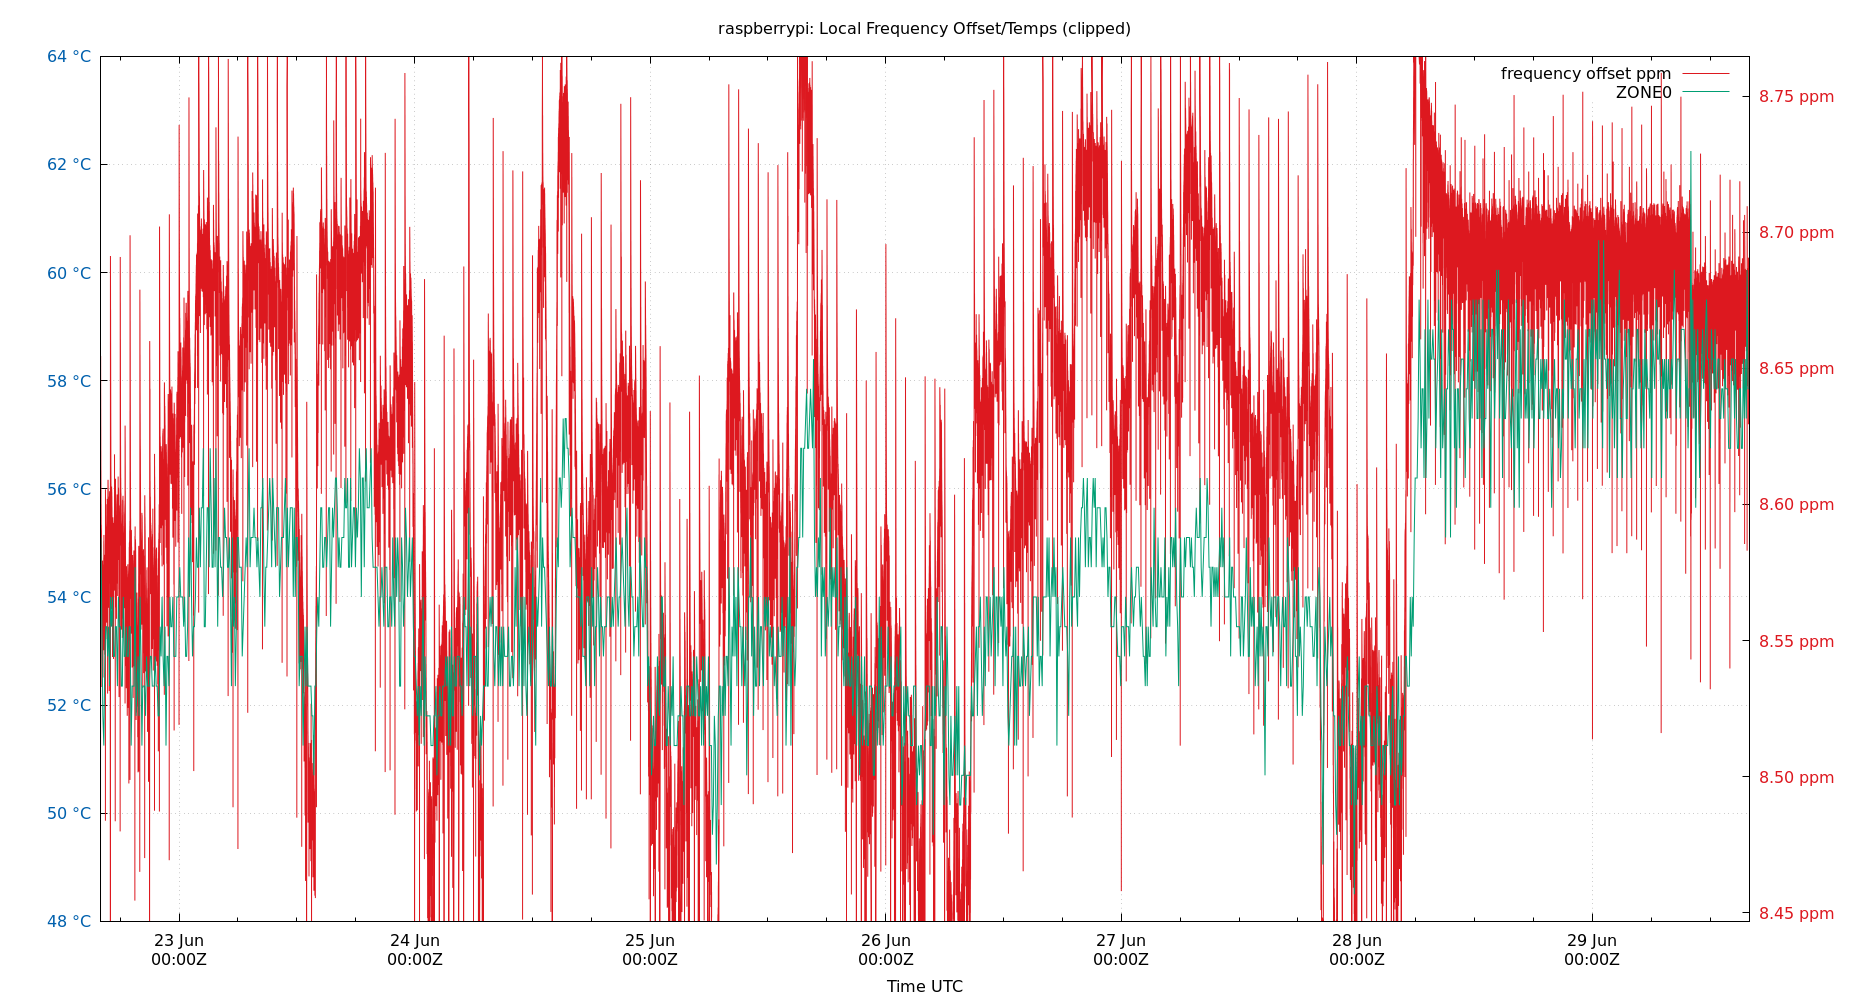 raspberrypi: Local Frequency Offset/Temps (clipped)
64 °C
62 °C
60 °C
58 °C
56 °C
54 °C
52 °C
50 °C
48 °C
frequency offset ppm
ZONE0
8.75 ppm
8.70 ppm
8.65 ppm
8.60 ppm
8.55 ppm
8.50 ppm
8.45 ppm
23 Jun
00:00Z
24 Jun
00:00Z
25 Jun
00:00Z
26 Jun
00:00Z
27 Jun
00:00Z
28 Jun
00:00Z
29 Jun
00:00Z
Time UTC